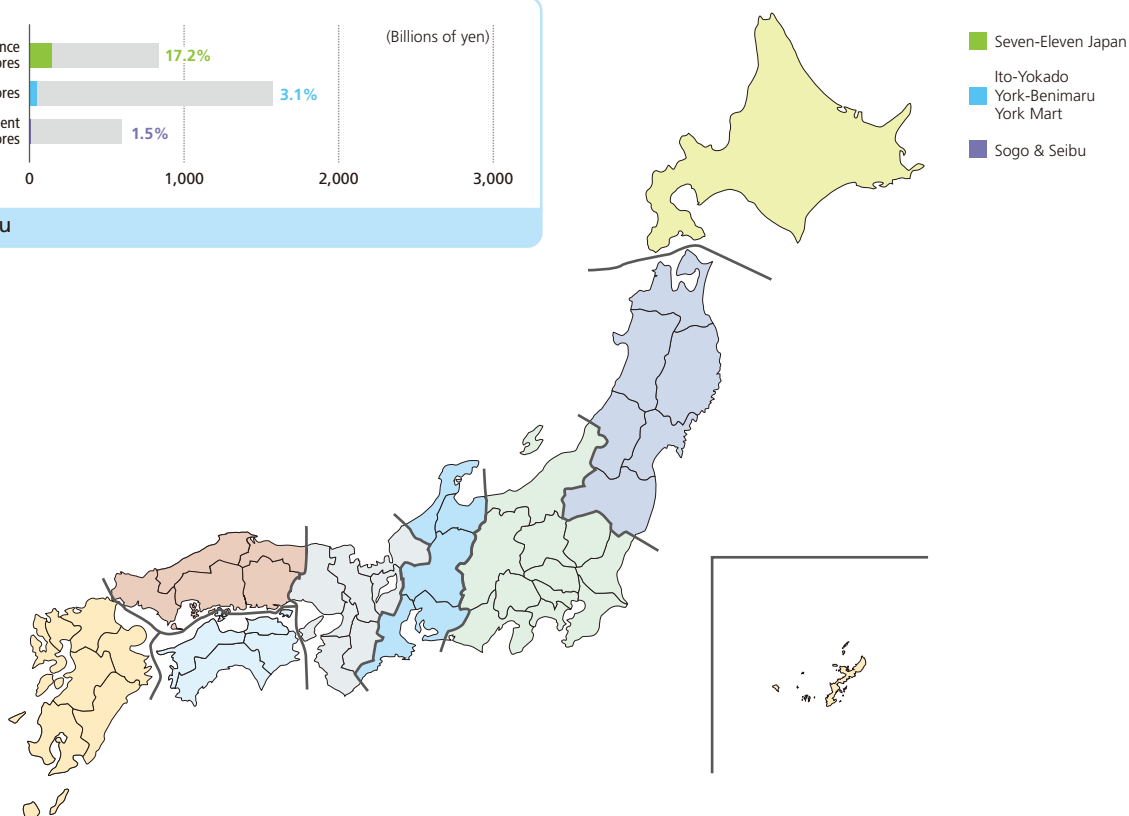 (Billions of yen)
nce
ores
17.2%
ores
3.1%
ent
ores
1.5%
0
1,000
2,000
3,000
u
Seven-Eleven Japan
Ito-Yokado
York-Benimaru
York Mart
Sogo & Seibu